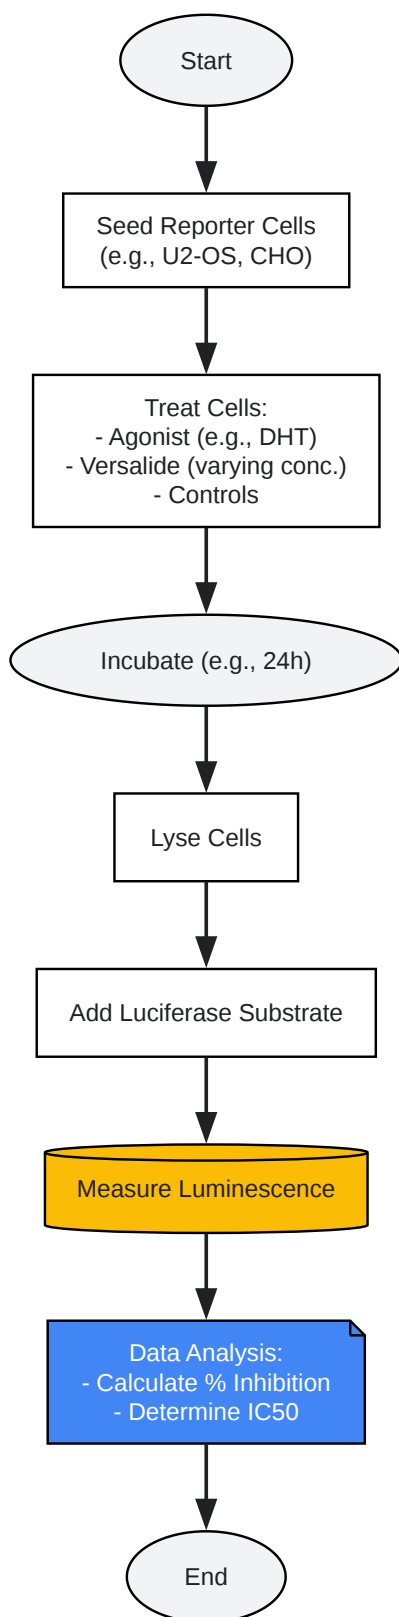 Start
Seed Reporter Cells
(e.g., U2-OS, CHO)
Treat Cells:
- Agonist (e.g., DHT)
- Versalide (varying conc.)
- Controls
Incubate (e.g., 24h)
Lyse Cells
Add Luciferase Substrate
Measure Luminescence
Data Analysis:
- Calculate % Inhibition
- Determine IC50
End